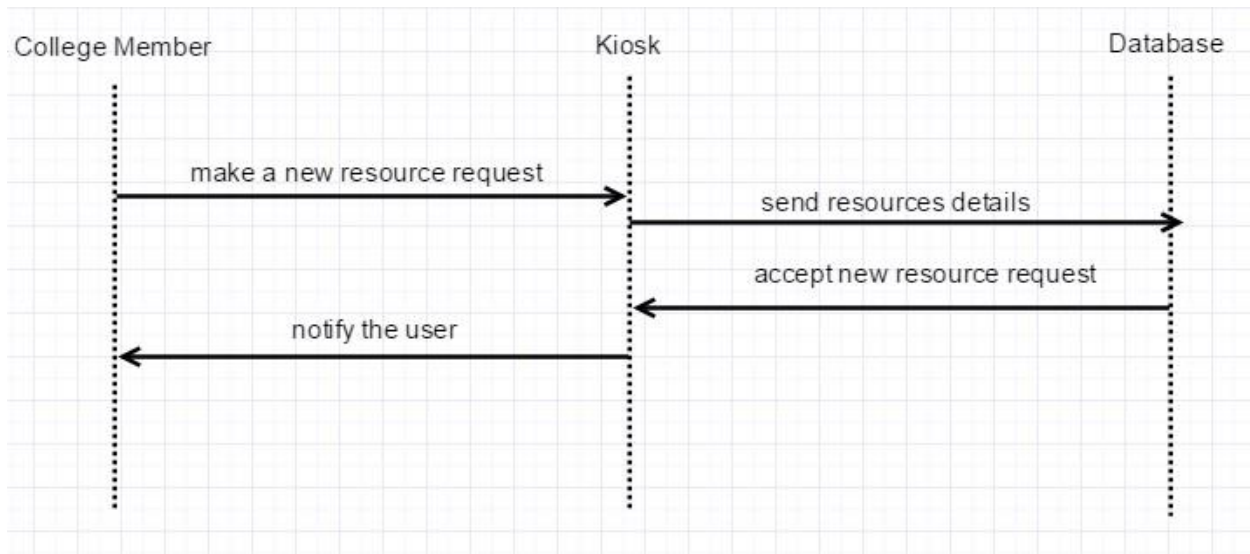 College Member
Kiosk
Database
make a new resource request
send resources details
accept new resource request
notify the user